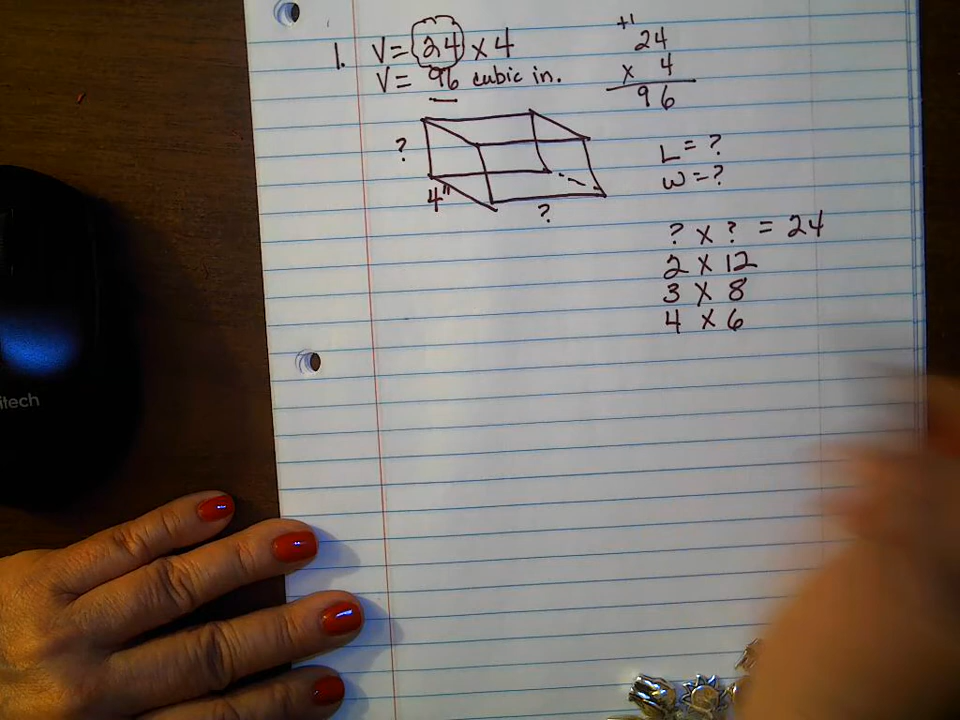 1. V = 24 x 4
V = 96 cubic in.
+1
24
x 4
96
?
4"
?
L = ?
W = ?
? x ? = 24
2 x 12
3 x 8
4 x 6
itech